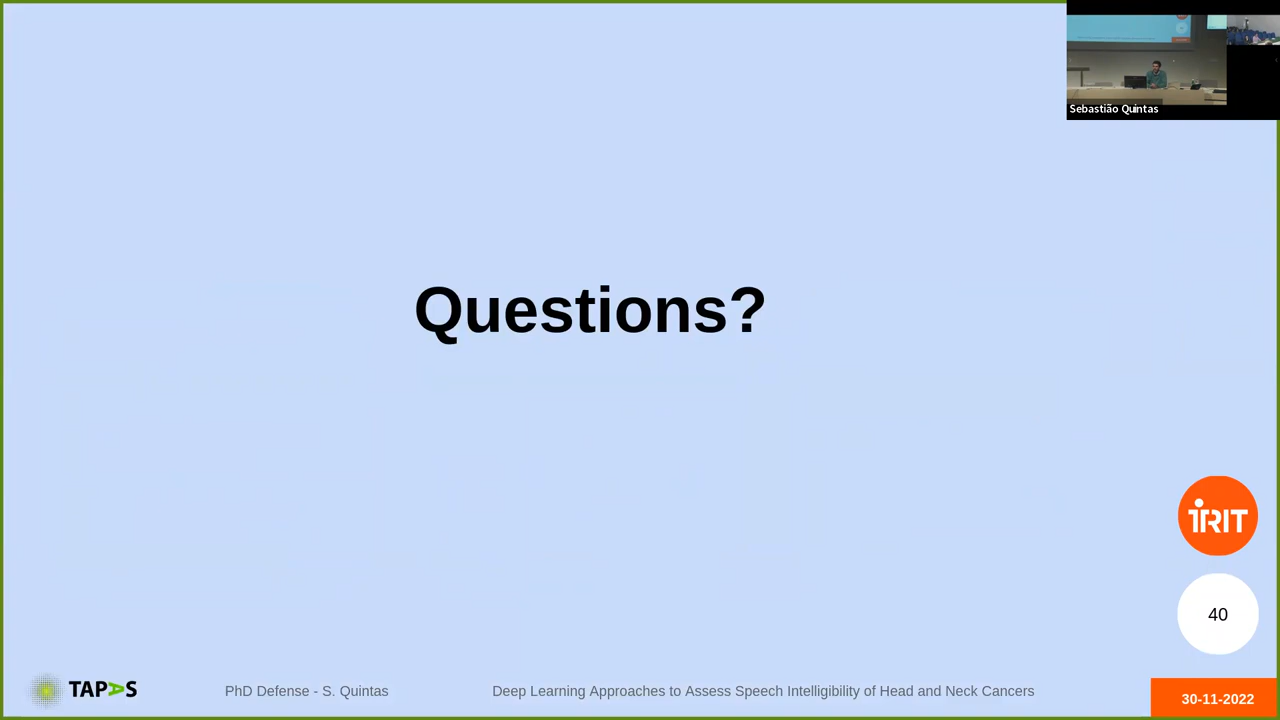 Sebastião Quintas
Questions?
iRIT
40
TAPAS
PhD Defense - S. Quintas
Deep Learning Approaches to Assess Speech Intelligibility of Head and Neck Cancers
30-11-2022